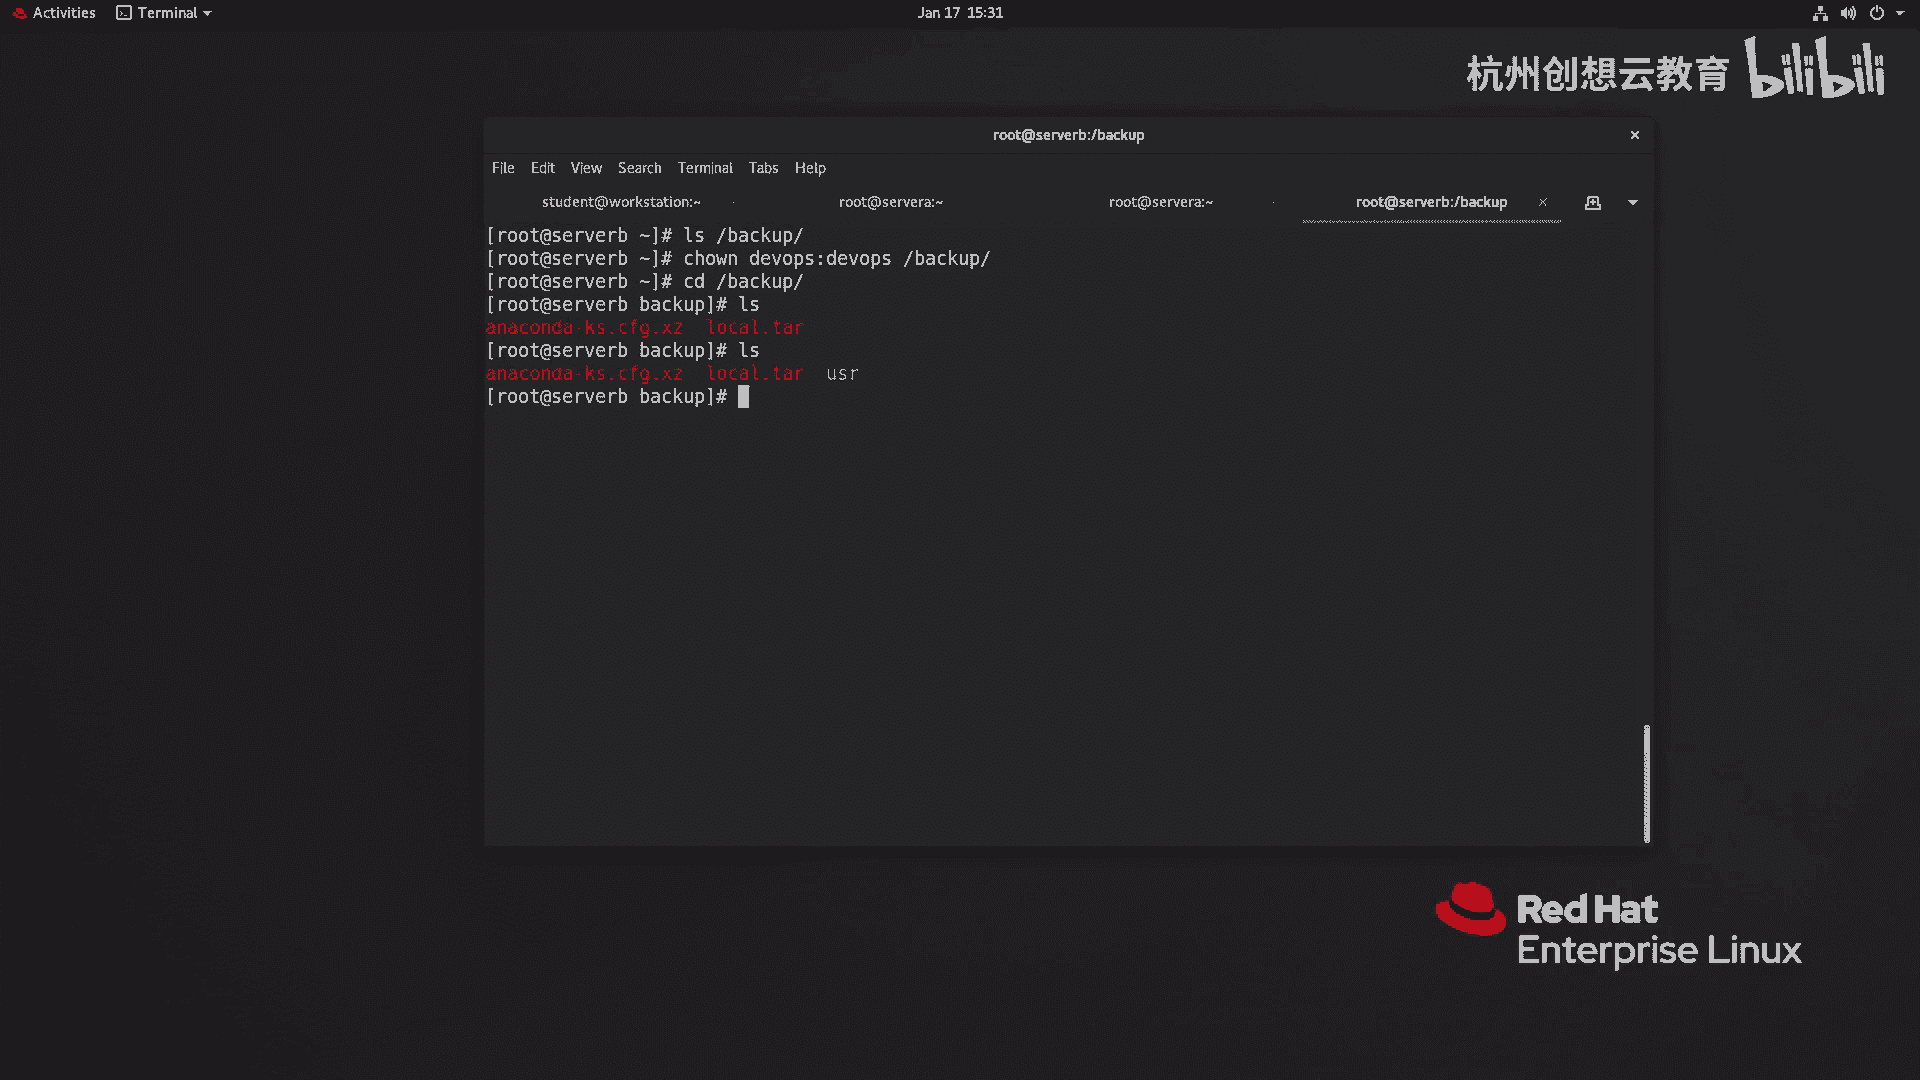 Activities Terminal Jan 17 15:31
杭州创想云教育 bilibili
root@serverb:/backup
File Edit View Search Terminal Tabs Help
student@workstation:~ root@servera:~ root@servera:~ root@serverb:/backup
[root@serverb ~]# ls /backup/
[root@serverb ~]# chown devops:devops /backup/
[root@serverb ~]# cd /backup/
[root@serverb backup]# ls
anaconda-ks.cfg.xz local.tar
[root@serverb backup]# ls
anaconda-ks.cfg.xz local.tar usr
[root@serverb backup]#
Red Hat
Enterprise Linux